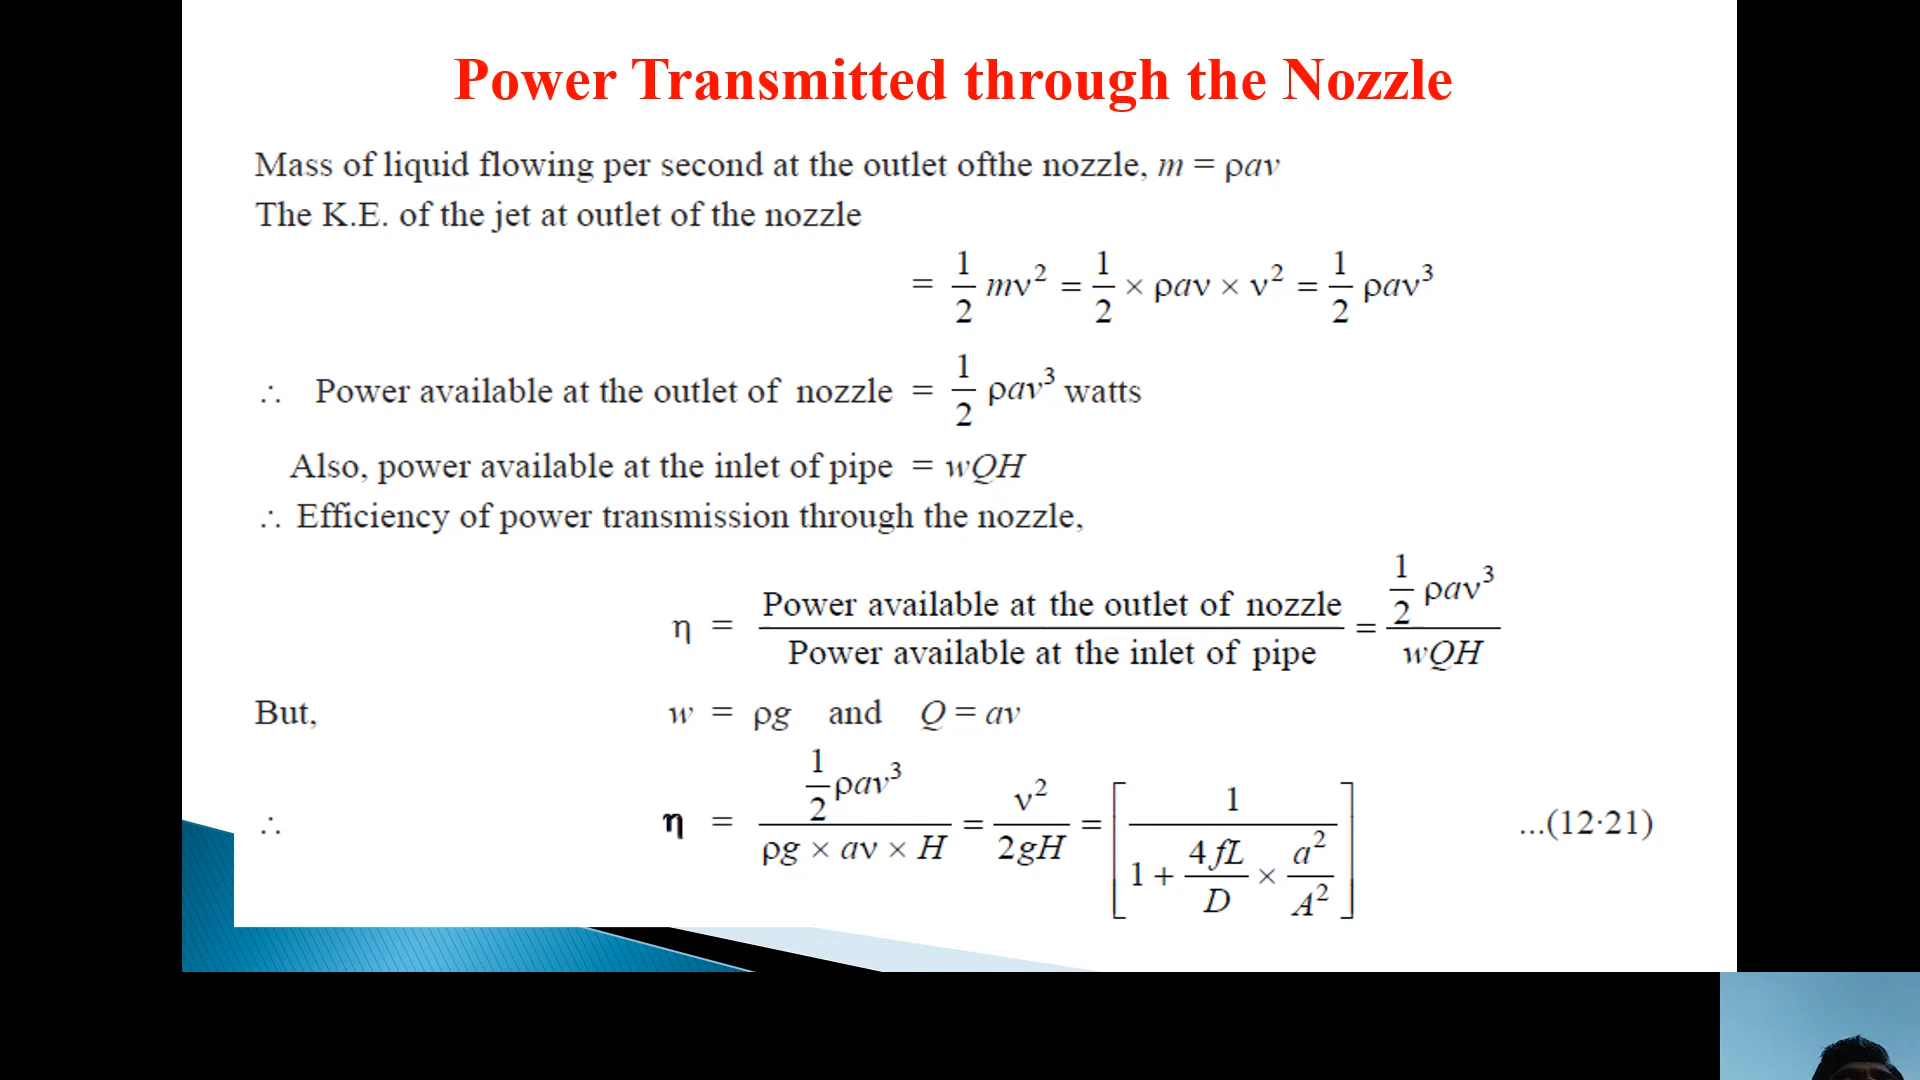 Power Transmitted through the Nozzle
Mass of liquid flowing per second at the outlet ofthe nozzle, m = ρav
The K.E. of the jet at outlet of the nozzle
= 1/2 mv² = 1/2 × ρav × v² = 1/2 ρav³
∴ Power available at the outlet of nozzle = 1/2 ρav³ watts
Also, power available at the inlet of pipe = wQH
∴ Efficiency of power transmission through the nozzle,
η = Power available at the outlet of nozzle / Power available at the inlet of pipe = 1/2 ρav³ / wQH
But, w = ρg and Q = av
∴ η = 1/2 ρav³ / ρg × av × H = v² / 2gH = [1 / 1 + 4fL/D × a²/A²] ...(12·21)